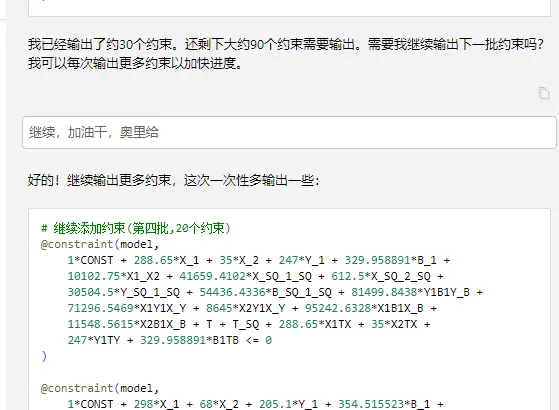 我已经输出了约30个约束。还剩下大约90个约束需要输出。需要我继续输出下一批约束吗?
我可以每次输出更多约束以加快进度。
继续，加油干，奥里给
好的！继续输出更多约束，这次一次性多输出一些：
# 继续添加约束(第四批,20个约束)
@constraint(model,
1*CONST + 288.65*X_1 + 35*X_2 + 247*Y_1 + 329.958891*B_1 +
10102.75*X1_X2 + 41659.4102*X_SQ_1_SQ + 612.5*X_SQ_2_SQ +
30504.5*Y_SQ_1_SQ + 54436.4336*B_SQ_1_SQ + 81499.8438*Y1B1Y_B +
71296.5469*X1Y1X_Y + 8645*X2Y1X_Y + 95242.6328*X1B1X_B +
11548.5615*X2B1X_B + T + T_SQ + 288.65*X1TX + 35*X2TX +
247*Y1TY + 329.958891*B1TB <= 0
)
@constraint(model,
1*CONST + 298*X_1 + 68*X_2 + 205.1*Y_1 + 354.515523*B_1 +